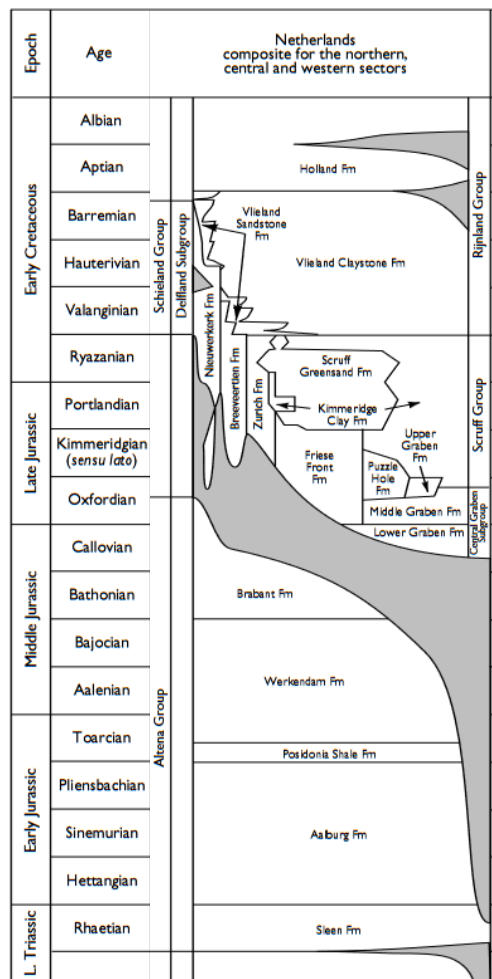 Epoch
Age
Netherlands
composite for the northern,
central and western sectors
Early Cretaceous
Late Jurassic
Middle Jurassic
Early Jurassic
L. Triassic
Albian
Aptian
Barremian
Hauterivian
Valanginian
Ryazanian
Portlandian
Kimmeridgian
(sensu lato)
Oxfordian
Callovian
Bathonian
Bajocian
Aalenian
Toarcian
Pliensbachian
Sinemurian
Hettangian
Rhaetian
Schieland Group
Delfland Subgroup
Altena Group
Holland Fm
Vlieland
Sandstone
Fm
Vlieland Claystone Fm
Nieuwerkerk Fm
Breeveertien Fm
Zurich Fm
Scruff
Greensand Fm
Kimmeridge
Clay Fm
Upper
Graben
Fm
Friese
Front
Fm
Puzzle
Hole
Fm
Middle Graben Fm
Lower Graben Fm
Brabant Fm
Werkendam Fm
Posidonia Shale Fm
Aalburg Fm
Sleen Fm
Rijnland Group
Scruff Group
Central Graben
Subgroup